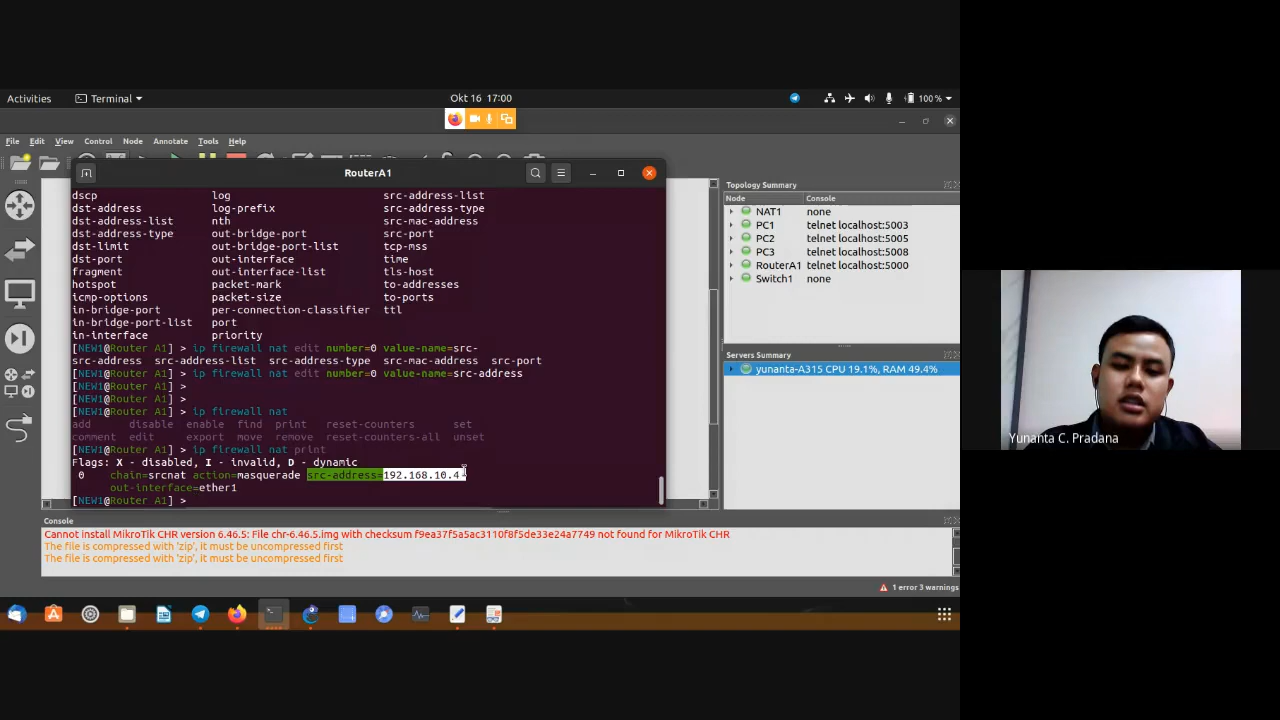 Activities Terminal Okt 16 17:00 100%
File Edit View Control Node Annotate Tools Help
RouterA1
dscp log src-address-list
dst-address log-prefix src-address-type
dst-address-list nth src-mac-address
dst-address-type out-bridge-port src-port
dst-limit out-bridge-port-list tcp-mss
dst-port out-interface time
fragment out-interface-list tls-host
hotspot packet-mark to-addresses
icmp-options packet-size to-ports
in-bridge-port per-connection-classifier ttl
in-bridge-port-list port
in-interface priority
[NEW1@Router A1] > ip firewall nat edit number=0 value-name=src-
src-address src-address-list src-address-type src-mac-address src-port
[NEW1@Router A1] > ip firewall nat edit number=0 value-name=src-address
[NEW1@Router A1] >
[NEW1@Router A1] >
[NEW1@Router A1] > ip firewall nat
add disable enable find print reset-counters set
comment edit export move remove reset-counters-all unset
[NEW1@Router A1] > ip firewall nat print
Flags: X - disabled, I - invalid, D - dynamic
0 chain=srcnat action=masquerade src-address=192.168.10.4
out-interface=ether1
[NEW1@Router A1] >
Topology Summary
Node Console
NAT1 none
PC1 telnet localhost:5003
PC2 telnet localhost:5005
PC3 telnet localhost:5008
RouterA1 telnet localhost:5000
Switch1 none
Servers Summary
yunanta-A315 CPU 19.1%, RAM 49.4%
Console
Cannot install MikroTik CHR version 6.46.5: File chr-6.46.5.img with checksum f9ea37f5a5ac3110f8f5de33e24a7749 not found for MikroTik CHR
The file is compressed with 'zip', it must be uncompressed first
The file is compressed with 'zip', it must be uncompressed first
1 error 3 warnings
Yunanta C. Pradana